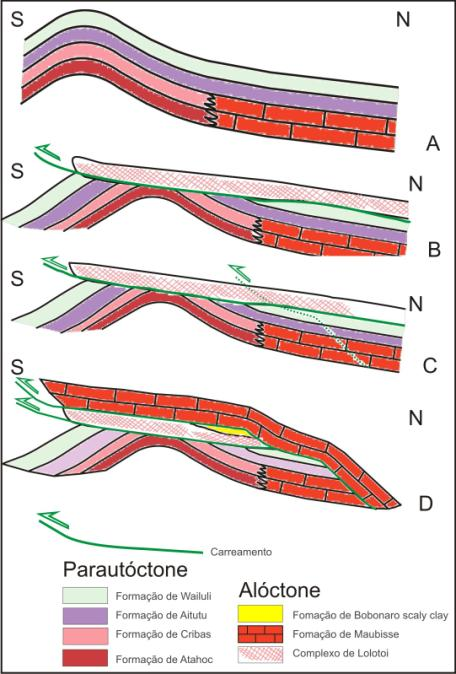 S
N
A
S
N
B
S
N
C
S
N
D
Carreamento
Parautóctone
Formação de Wailuli
Formação de Aitutu
Formação de Cribas
Formação de Atahoc
Alóctone
Fomação de Bobonaro scaly clay
Fomação de Maubisse
Complexo de Lolotoi